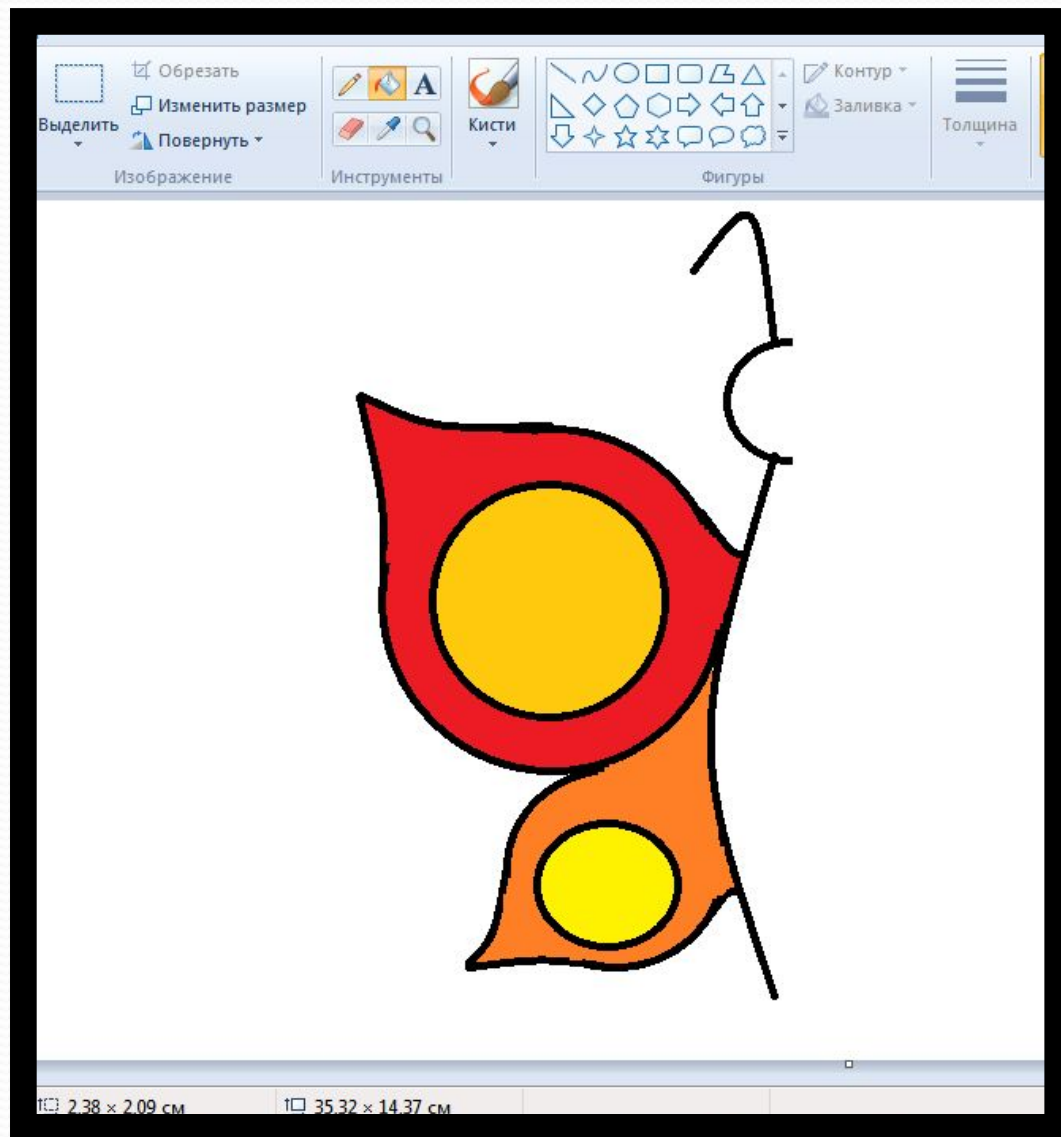 Выделить
Обрезать
Изменить размер
Повернуть
Изображение
A
Инструменты
Кисти
Фигуры
Контур
Заливка
Толщина
2.38 × 2.09 см
35.32 × 14.37 см